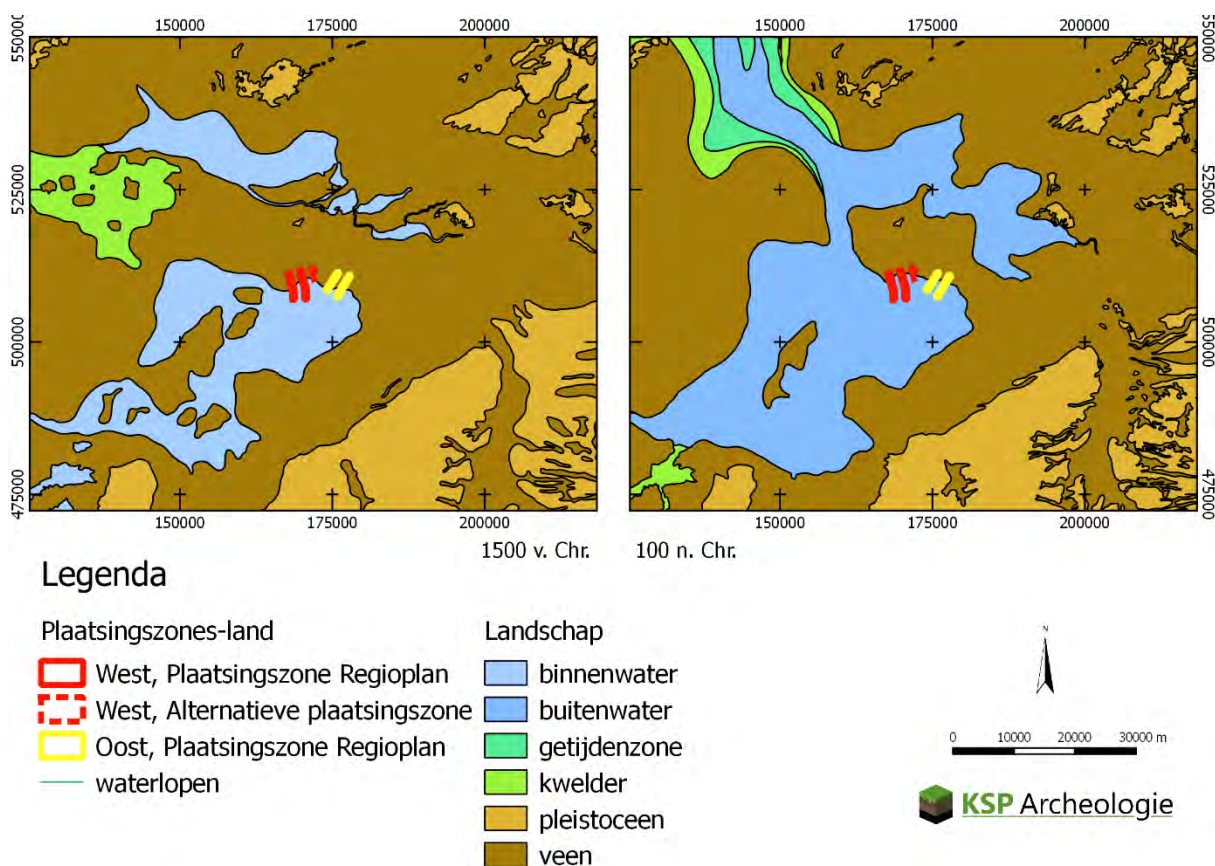 150000 175000 200000 150000 175000 200000
550000 550000
525000 525000
500000 500000
475000 475000
150000 175000 200000 150000 175000 200000
1500 v. Chr. 100 n. Chr.
Legenda
Plaatsingszones-land
West, Plaatsingszone Regioplan
West, Alternatieve plaatsingszone
Oost, Plaatsingszone Regioplan
waterlopen
Landschap
binnenwater
buitenwater
getijdenzone
kwelder
pleistoceen
veen
N
0 10000 20000 30000 m
KSP Archeologie